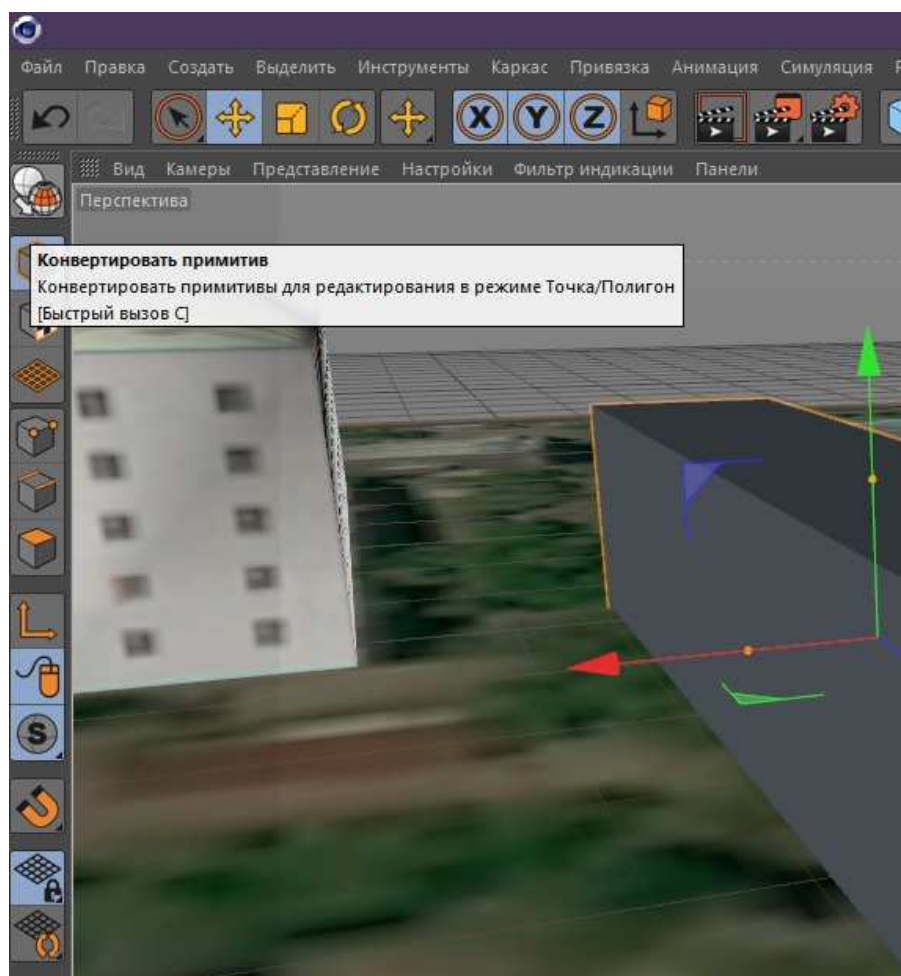 Файл Правка Создать Выделить Инструменты Каркас Привязка Анимация Симуляция
X Y Z
Вид Камеры Представление Настройки Фильтр индикации Панели
Перспектива
Конвертировать примитив
Конвертировать примитивы для редактирования в режиме Точка/Полигон
[Быстрый вызов C]
S